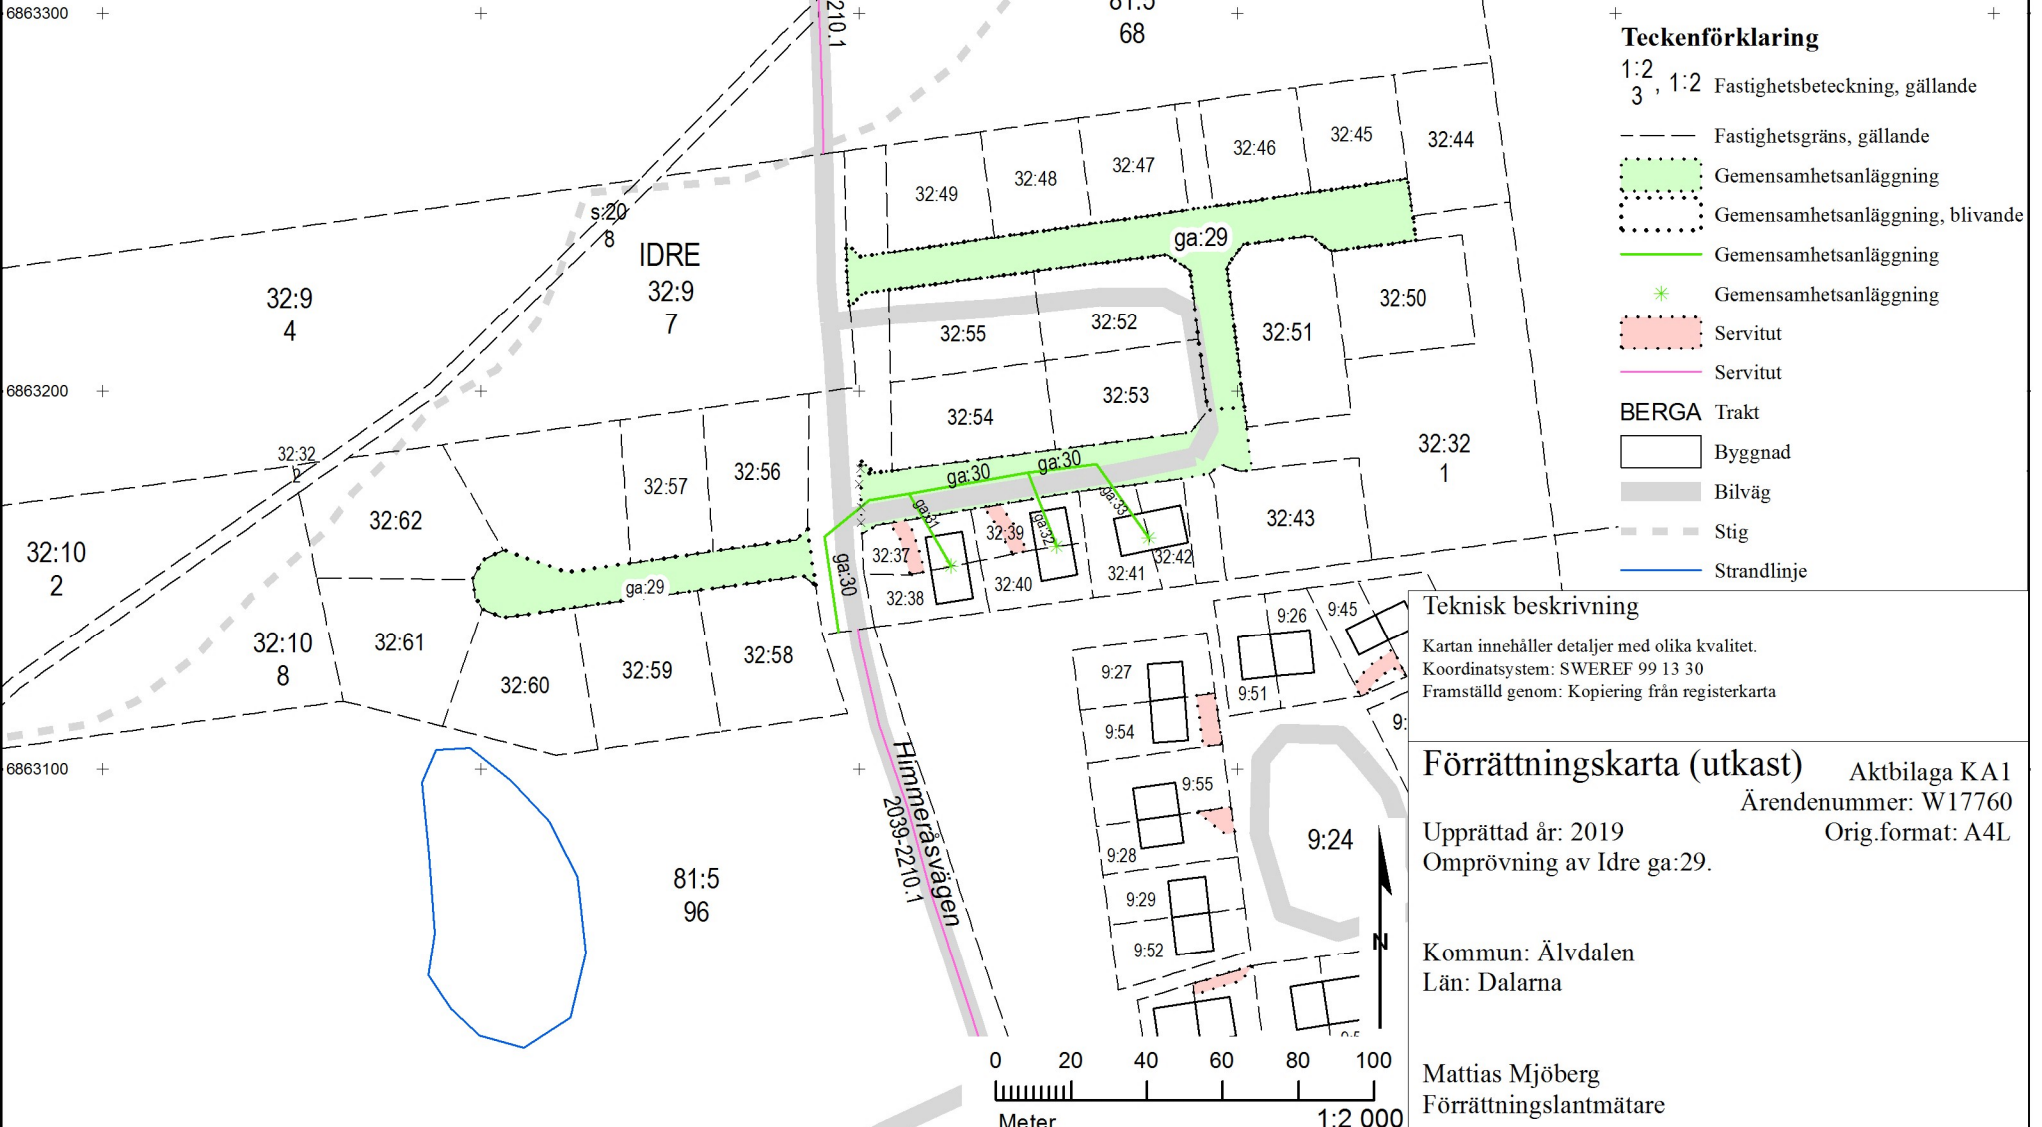 6863300
210.1
81:5
68
32:44
32:45
32:46
32:47
32:48
32:49
s:20
8
IDRE
32:9
7
32:9
4
ga:29
32:50
32:51
32:52
32:55
6863200
32:53
32:54
32:32
1
32:32
2
32:56
32:57
32:62
ga:30
ga:30
ga:31
ga:32
ga:33
32:43
32:39
32:37
32:42
32:41
32:40
32:38
ga:30
ga:29
32:10
2
32:10
8
32:61
32:60
32:59
32:58
9:26
9:45
9:27
9:51
9:54
9:
6863100
9:55
9:24
9:28
9:29
9:52
Himmeråsvägen
2039-2210.1
81:5
96
N
0 20 40 60 80 100
Meter
1:2 000
Teckenförklaring
1:2
3 , 1:2 Fastighetsbeteckning, gällande
Fastighetsgräns, gällande
Gemensamhetsanläggning
Gemensamhetsanläggning, blivande
Gemensamhetsanläggning
Gemensamhetsanläggning
Servitut
Servitut
BERGA Trakt
Byggnad
Bilväg
Stig
Strandlinje
Teknisk beskrivning
Kartan innehåller detaljer med olika kvalitet.
Koordinatsystem: SWEREF 99 13 30
Framställd genom: Kopiering från registerkarta
Förrättningskarta (utkast)
Aktbilaga KA1
Ärendenummer: W17760
Upprättad år: 2019
Orig.format: A4L
Omprövning av Idre ga:29.
Kommun: Älvdalen
Län: Dalarna
Mattias Mjöberg
Förrättningslantmätare